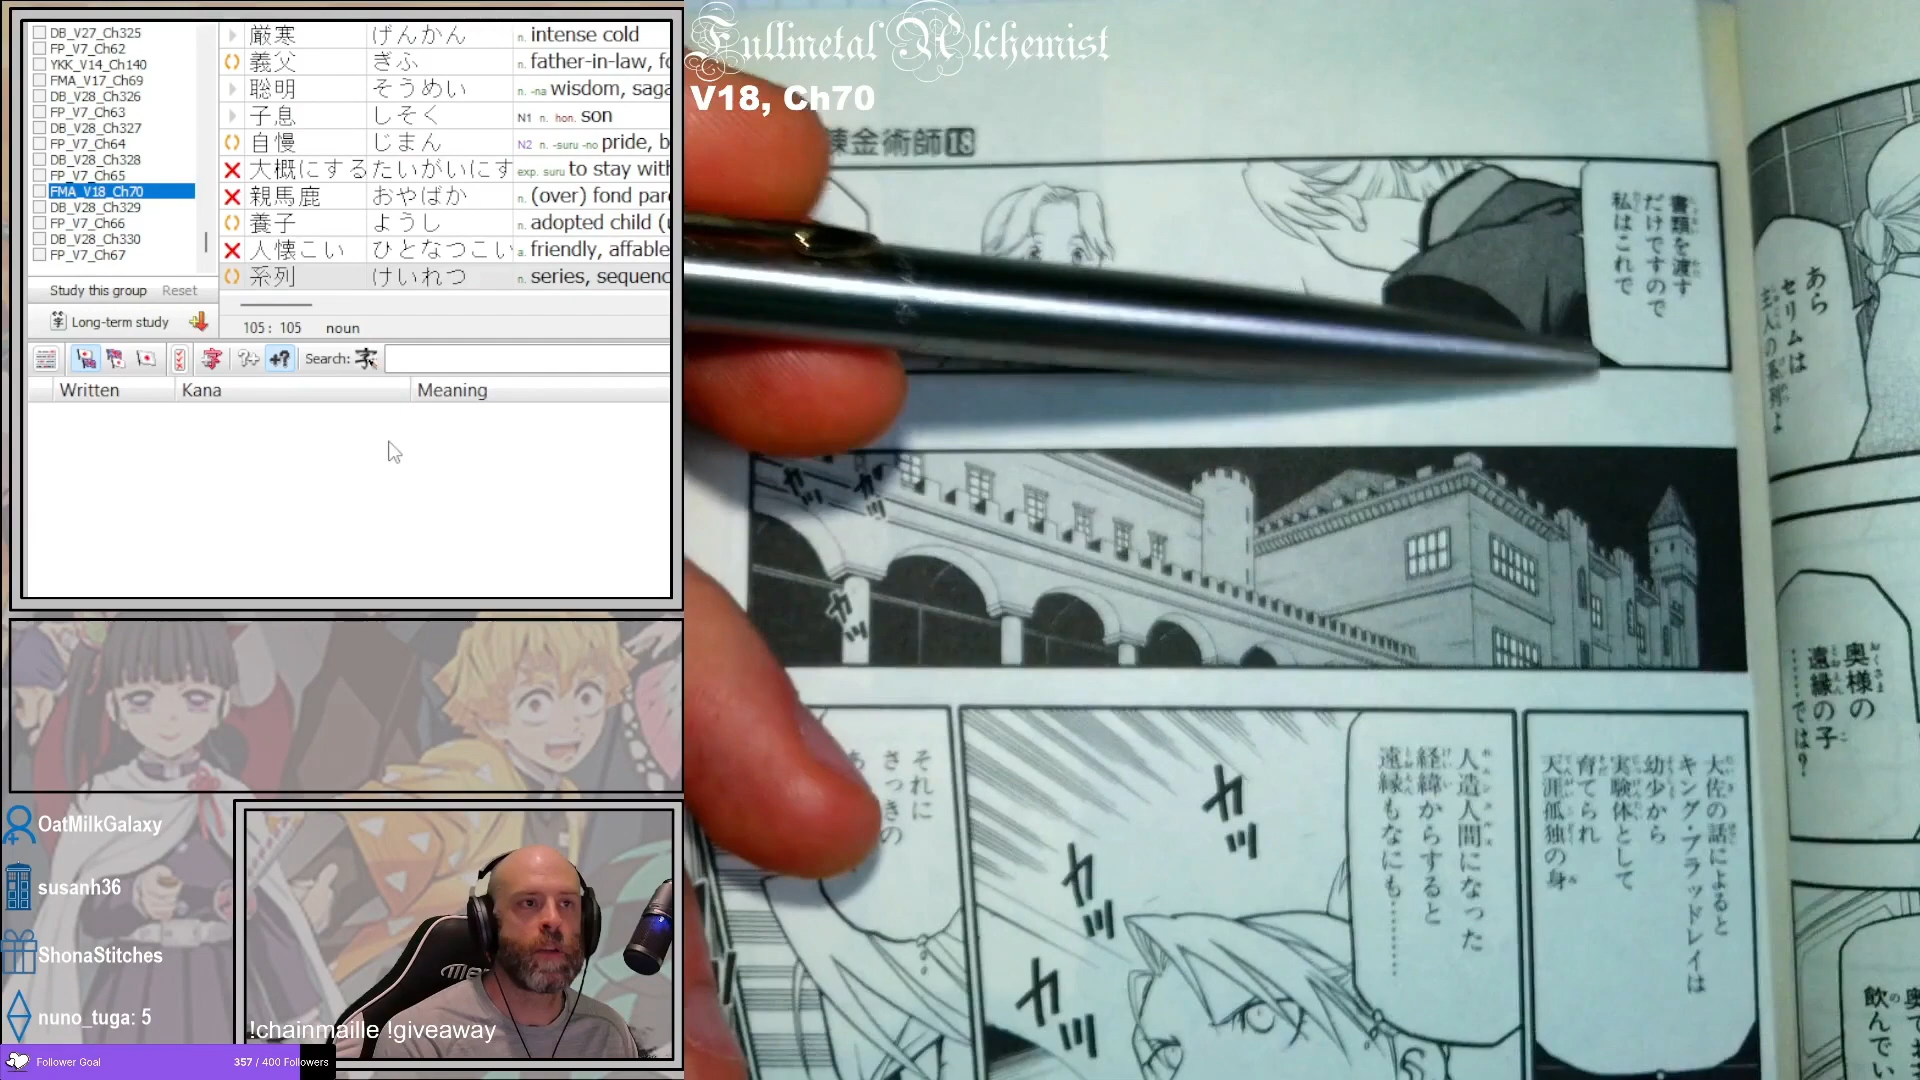 DB_V27_Ch325
FP_V7_Ch62
YKK_V14_Ch140
FMA_V17_Ch69
DB_V28_Ch326
FP_V7_Ch63
DB_V28_Ch327
FP_V7_Ch64
DB_V28_Ch328
FP_V7_Ch65
FMA_V18_Ch70
DB_V28_Ch329
FP_V7_Ch66
DB_V28_Ch330
FP_V7_Ch67
Study this group Reset
Long-term study
厳寒 げんかん n. intense cold
義父 ぎふ n. father-in-law, fo
聡明 そうめい n. -na wisdom, saga
子息 しそく N1 n. hon. son
自慢 じまん N2 n. -suru -no pride, b
大概にする たいがいにす exp. suru to stay with
親馬鹿 おやばか n. (over) fond pare
養子 ようし n. adopted child (u
人懐こい ひとなつこい a. friendly, affable
系列 けいれつ n. series, sequenc
105: 105 noun
Search:
Written Kana Meaning
Fullmetal Alchemist
V18, Ch70
錬金術師18
あら
セリムは
主人の系列よ
奥様の
遠縁の子
……では?
書類を渡す
だけですので
私はこれで
カッ
カッ
カッ
大佐の話によると
キング・ブラッドレイは
幼少から
実験体として
育てられ
天涯孤独の身
人造人間になった
経緯からすると
遠縁もなにも………
カッ
カッ
カッ
それに
さっきの
あ
飲んでい
OatMilkGalaxy
susanh36
ShonaStitches
nuno_tuga: 5
!chainmaille !giveaway
Follower Goal 357 / 400 Followers